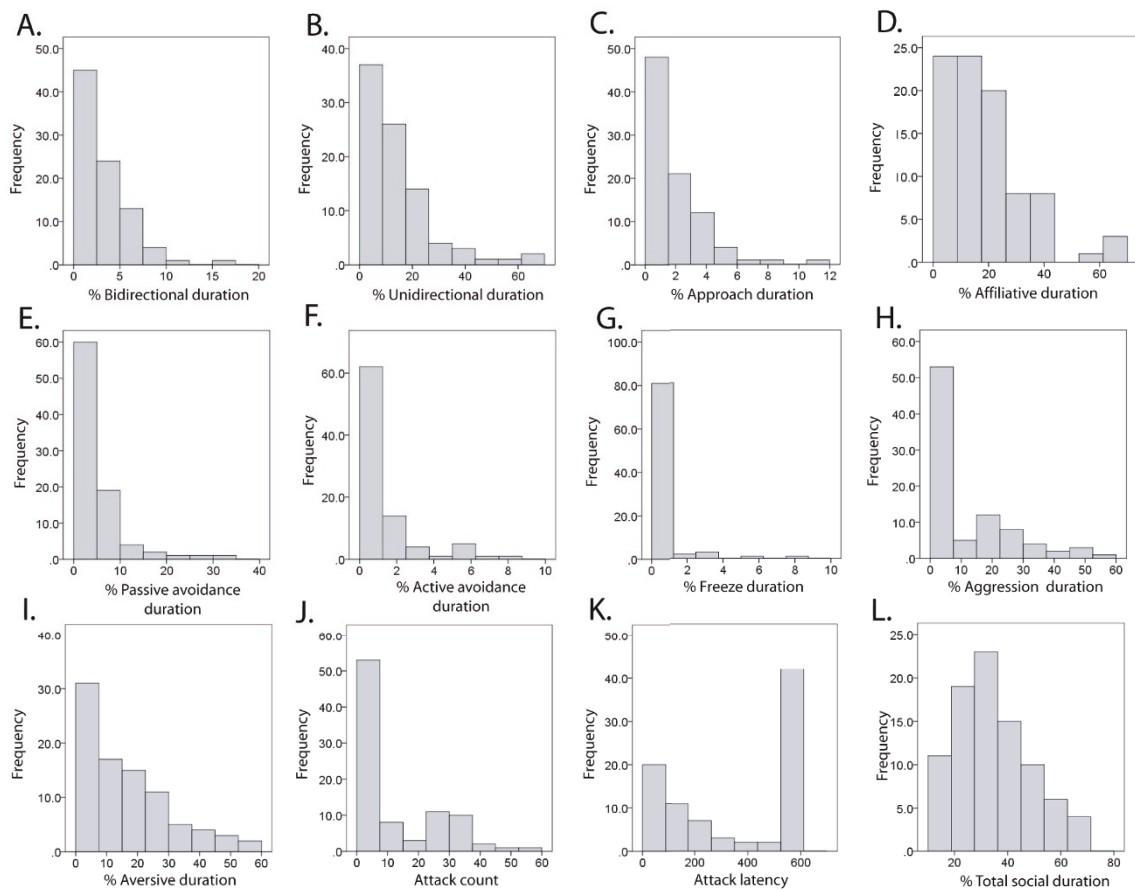 A.
50.0
40.0
30.0
20.0
10.0
.0
Frequency
0 5 10 15 20
% Bidirectional duration
B.
40.0
30.0
20.0
10.0
.0
Frequency
0 20 40 60
% Unidirectional duration
C.
50.0
40.0
30.0
20.0
10.0
.0
Frequency
0 2 4 6 8 10 12
% Approach duration
D.
25.0
20.0
15.0
10.0
5.0
.0
Frequency
0 20 40 60
% Affiliative duration
E.
60.0
50.0
40.0
30.0
20.0
10.0
.0
Frequency
0 10 20 30 40
% Passive avoidance
duration
F.
60.0
40.0
20.0
.0
Frequency
0 2 4 6 8 10
% Active avoidance
duration
G.
100.0
80.0
60.0
40.0
20.0
.0
Frequency
0 2 4 6 8 10
% Freeze duration
H.
60.0
50.0
40.0
30.0
20.0
10.0
.0
Frequency
0 10 20 30 40 50 60
% Aggression duration
I.
40.0
30.0
20.0
10.0
.0
Frequency
0 10 20 30 40 50 60
% Aversive duration
J.
60.0
50.0
40.0
30.0
20.0
10.0
.0
Frequency
0 10 20 30 40 50 60
Attack count
K.
50.0
40.0
30.0
20.0
10.0
.0
Frequency
0 200 400 600
Attack latency
L.
25.0
20.0
15.0
10.0
5.0
.0
Frequency
20 40 60 80
% Total social duration